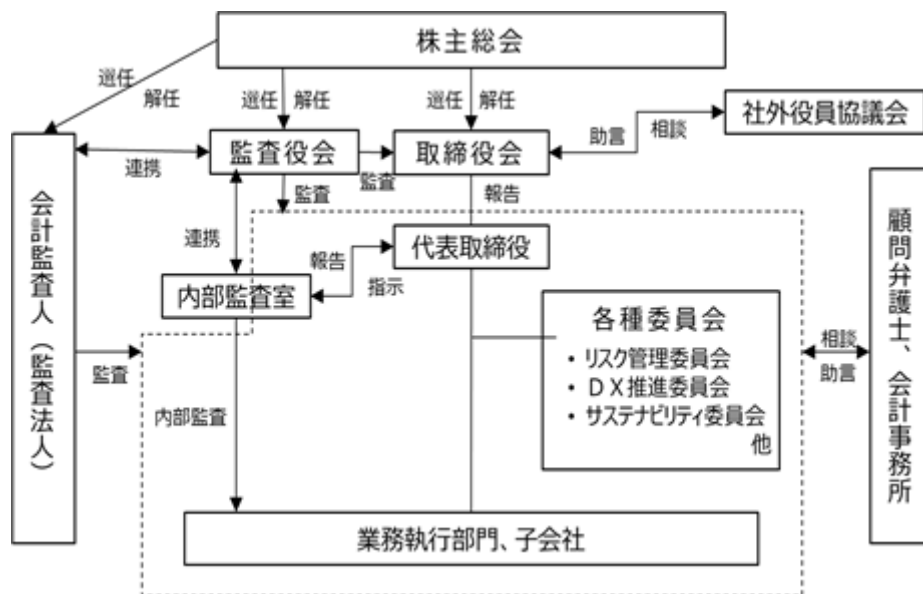 株主総会
選任
解任
選任
解任
選任
解任
社外役員協議会
監査役会
取締役会
助言
相談
連携
監査
監査
報告
会計監査人（監査法人）
顧問弁護士、会計事務所
連携
代表取締役
報告
指示
内部監査室
各種委員会
・ リスク管理委員会
・ ＤＸ推進委員会
・ サステナビリティ委員会
他
監査
相談
助言
内部監査
業務執行部門、子会社